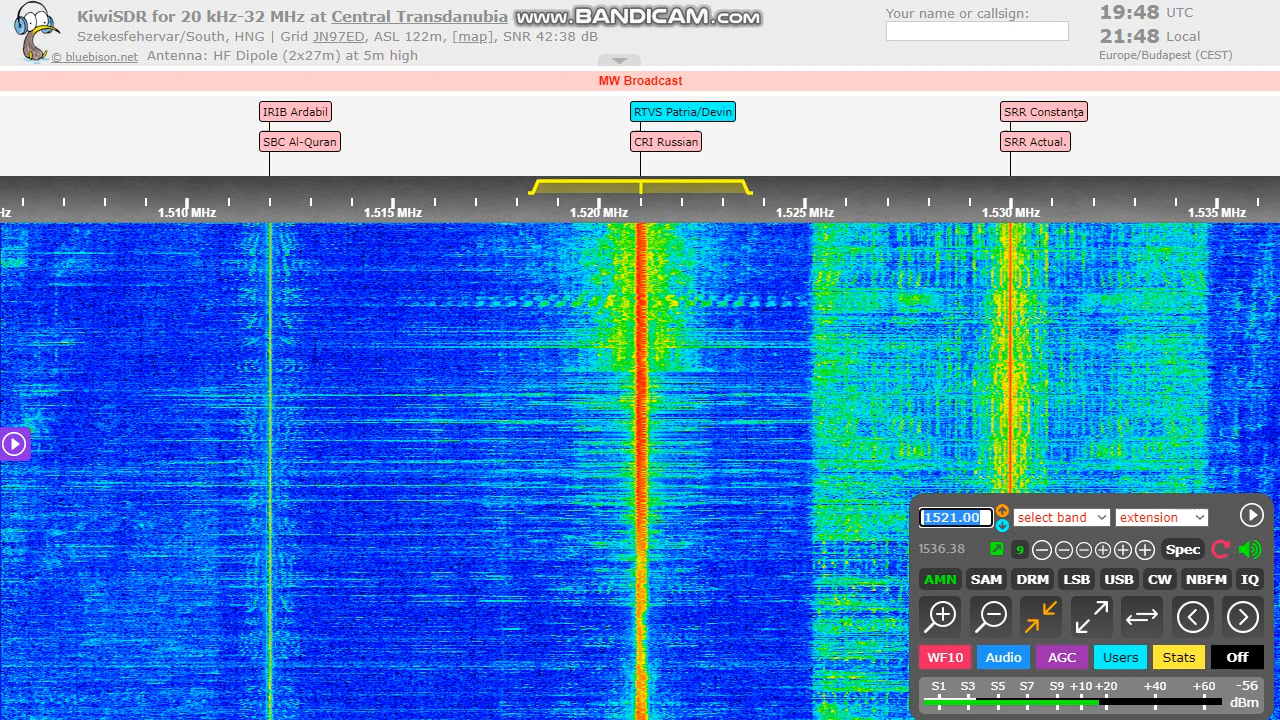 KiwiSDR for 20 kHz-32 MHz at Central Transdanubia
www.BANDICAM.com
Szekesfehervar/South, HNG | Grid JN97ED, ASL 122m, [map], SNR 42:38 dB
© bluebison.net Antenna: HF Dipole (2x27m) at 5m high
Your name or callsign:
19:48 UTC
21:48 Local
Europe/Budapest (CEST)
MW Broadcast
IRIB Ardabil
RTVS Patria/Devin
SRR Constanţa
SBC Al-Quran
CRI Russian
SRR Actual.
Hz 1.510 MHz 1.515 MHz 1.520 MHz 1.525 MHz 1.530 MHz 1.535 MHz
1521.00 select band extension
1536.38 9 Spec
AMN SAM DRM LSB USB CW NBFM IQ
WF10 Audio AGC Users Stats Off
S1 S3 S5 S7 S9 +10 +20 +40 +60 -56
dBm